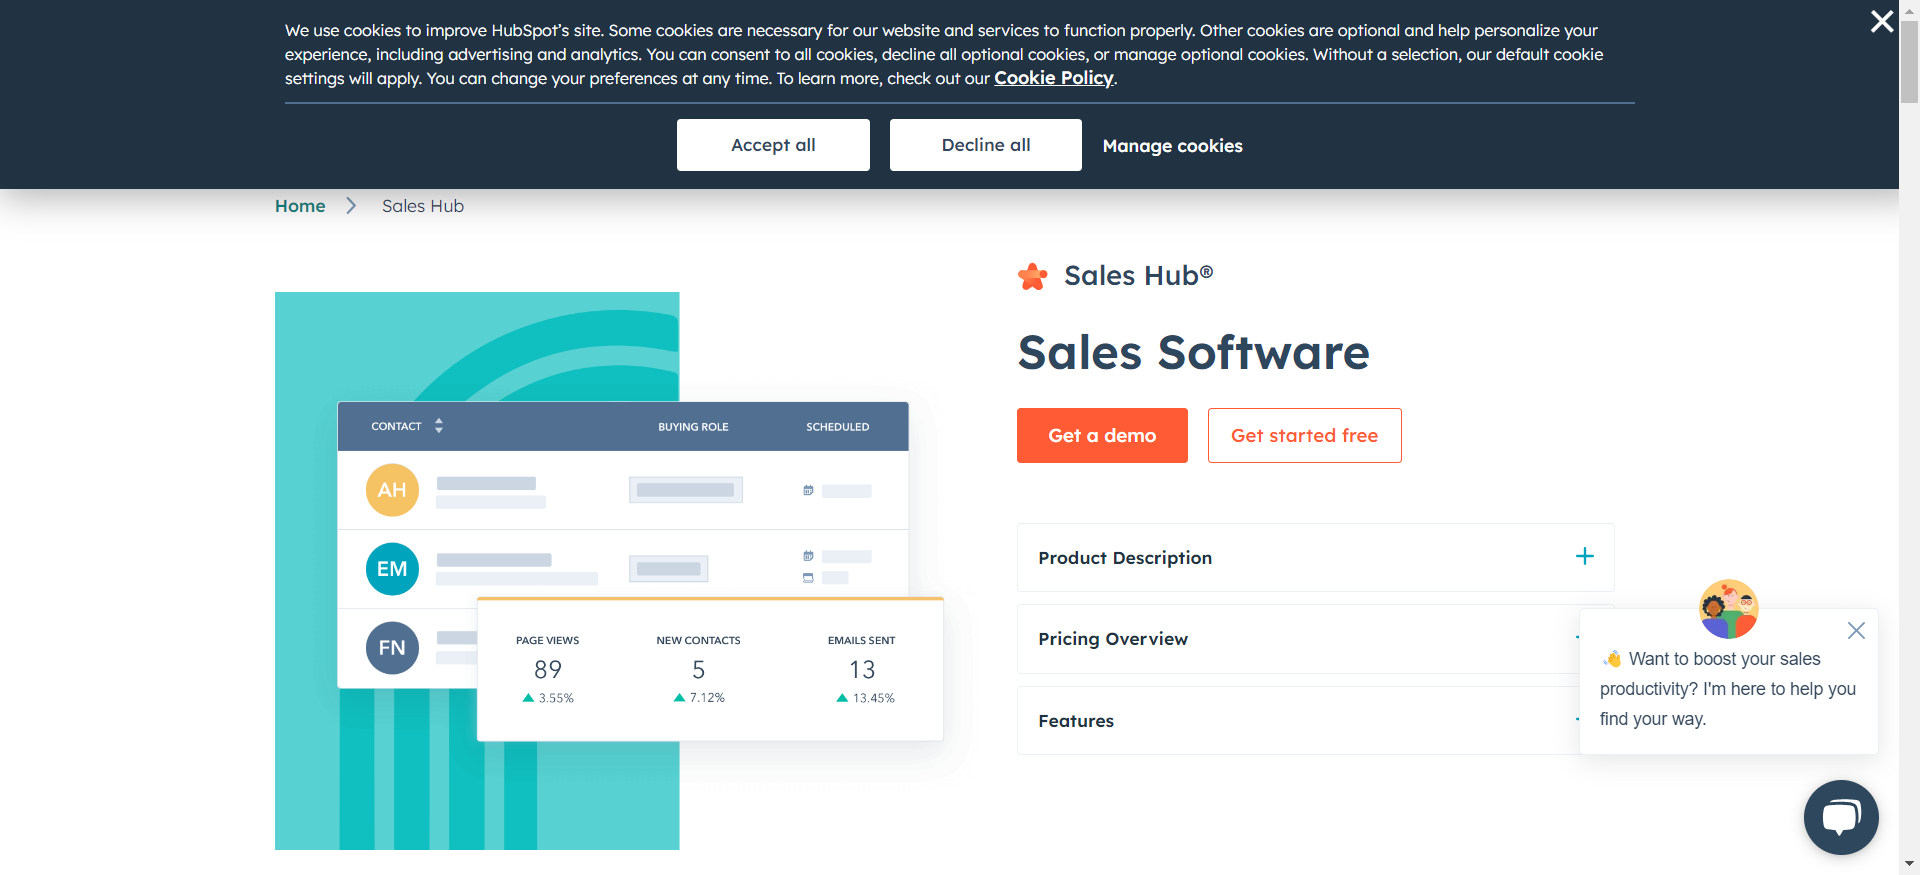 We use cookies to improve HubSpot's site. Some cookies are necessary for our website and services to function properly. Other cookies are optional and help personalize your
experience, including advertising and analytics. You can consent to all cookies, decline all optional cookies, or manage optional cookies. Without a selection, our default cookie
settings will apply. You can change your preferences at any time. To learn more, check out our Cookie Policy.
Accept all
Decline all
Manage cookies
Home
Sales Hub
Sales Hub®
Sales Software
Get a demo
Get started free
CONTACT
BUYING ROLE
SCHEDULED
AH
EM
FN
PAGE VIEWS
NEW CONTACTS
EMAILS SENT
89
5
13
3.55%
7.12%
13.45%
Product Description
Pricing Overview
Features
👋 Want to boost your sales
productivity? I'm here to help you
find your way.